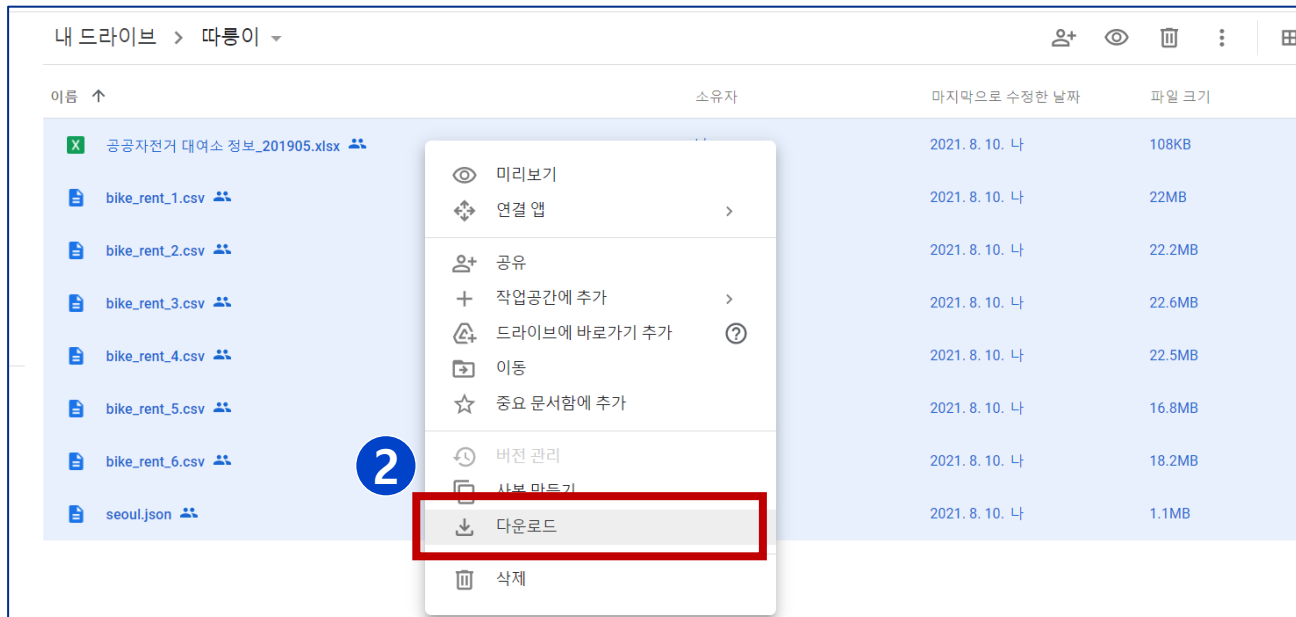 내 드라이브 > 따릉이
이름 ↑ 소유자 마지막으로 수정한 날짜 파일 크기
공공자전거 대여소 정보_201905.xlsx 2021. 8. 10. 나 108KB
bike_rent_1.csv 2021. 8. 10. 나 22MB
bike_rent_2.csv 2021. 8. 10. 나 22.2MB
bike_rent_3.csv 2021. 8. 10. 나 22.6MB
bike_rent_4.csv 2021. 8. 10. 나 22.5MB
bike_rent_5.csv 2021. 8. 10. 나 16.8MB
bike_rent_6.csv 2021. 8. 10. 나 18.2MB
seoul.json 2021. 8. 10. 나 1.1MB
미리보기
연결 앱
공유
작업공간에 추가
드라이브에 바로가기 추가
이동
중요 문서함에 추가
버전 관리
사본 만들기
2
다운로드
삭제